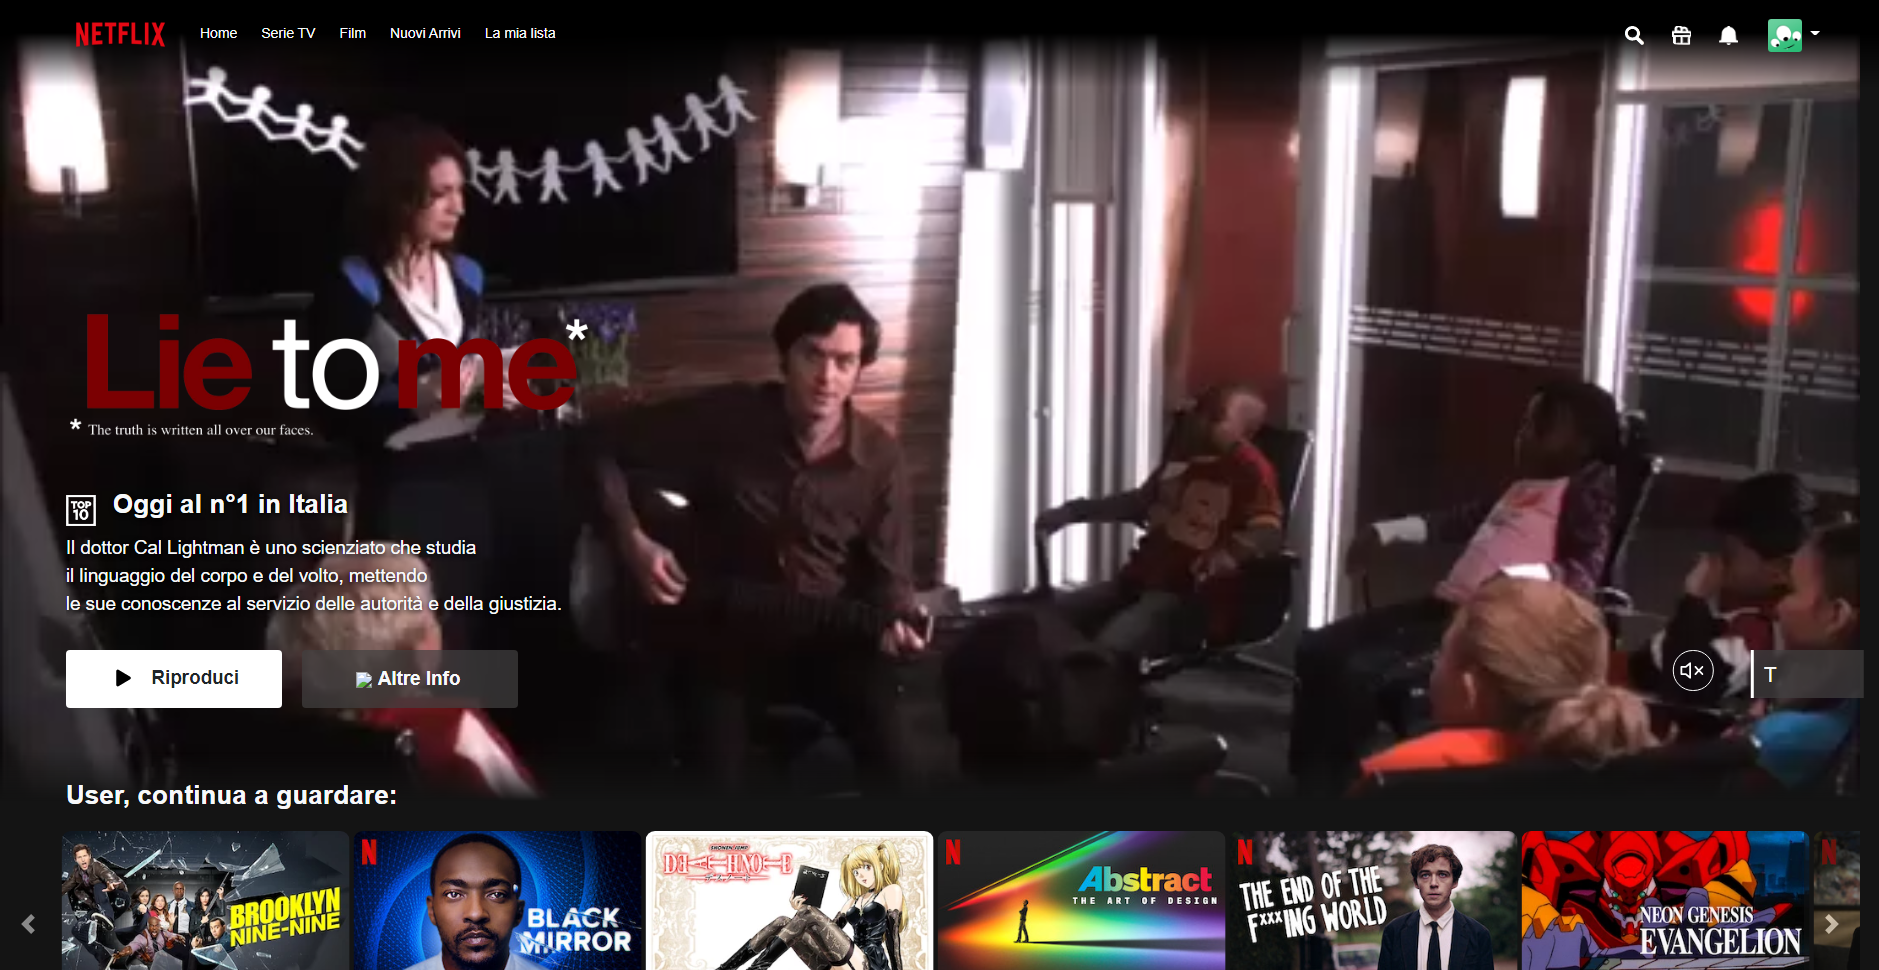 NETFLIX Home Serie TV Film Nuovi Arrivi La mia lista
Lie to me*
* The truth is written all over our faces.
TOP 10 Oggi al n°1 in Italia
Il dottor Cal Lightman è uno scienziato che studia
il linguaggio del corpo e del volto, mettendo
le sue conoscenze al servizio delle autorità e della giustizia.
Riproduci Altre Info
T
User, continua a guardare:
BROOKLYN
NINE-NINE
N
BLACK
MIRROR
SHONEN JUMP
DEATH NOTE
N
Abstract
THE ART OF DESIGN
N
THE END OF THE
F***ING WORLD
NEON GENESIS
EVANGELION
N